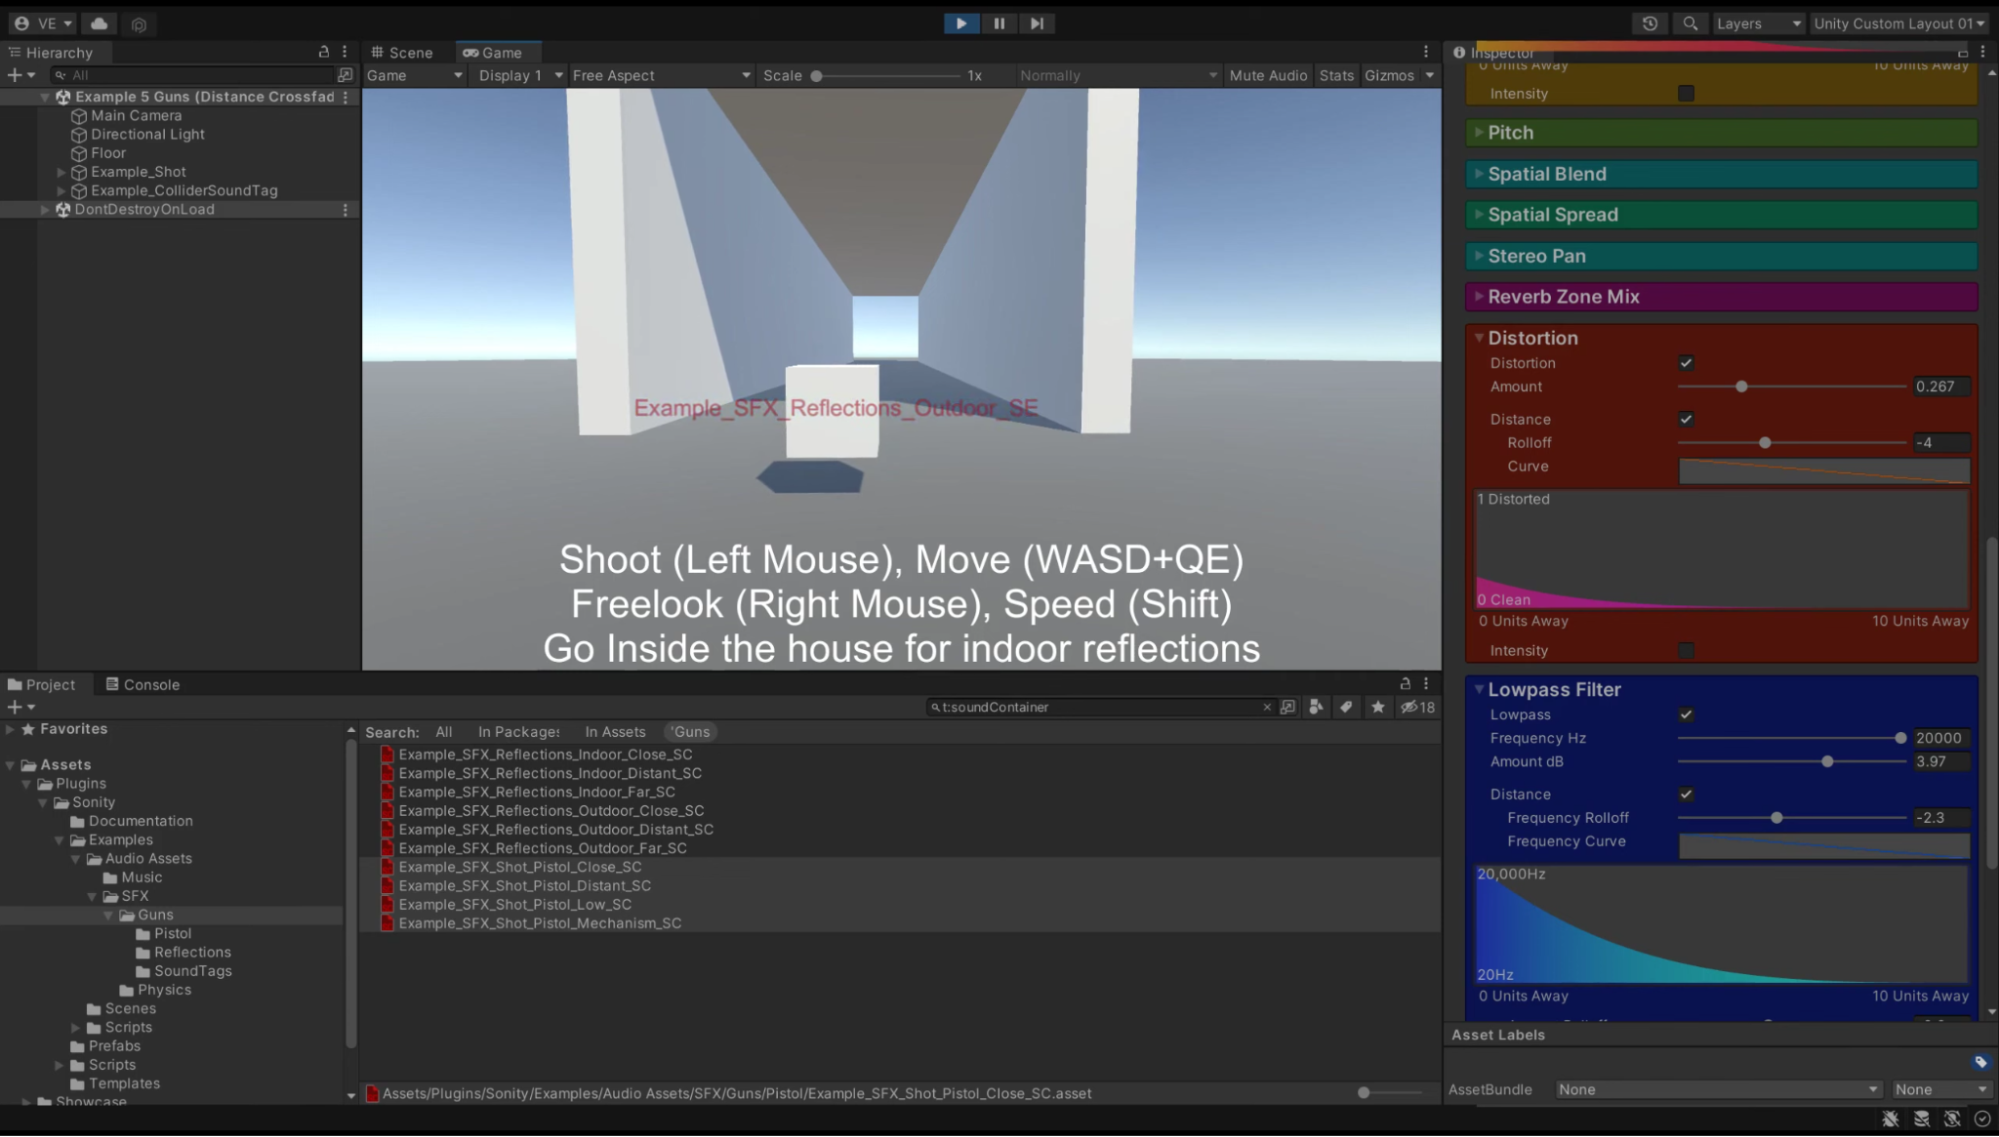 VE
Layers
Unity Custom Layout 01
Hierarchy
All
Example 5 Guns (Distance Crossfad
Main Camera
Directional Light
Floor
Example_Shot
Example_ColliderSoundTag
DontDestroyOnLoad
Scene
Game
Game
Display 1
Free Aspect
Scale
1x
Normally
Mute Audio
Stats
Gizmos
Example_SFX_Reflections_Outdoor_SE
Shoot (Left Mouse), Move (WASD+QE)
Freelook (Right Mouse), Speed (Shift)
Go Inside the house for indoor reflections
Inspector
0 Units Away
10 Units Away
Intensity
Pitch
Spatial Blend
Spatial Spread
Stereo Pan
Reverb Zone Mix
Distortion
Distortion
Amount
0.267
Distance
Rolloff
-4
Curve
1 Distorted
0 Clean
0 Units Away
10 Units Away
Intensity
Lowpass Filter
Lowpass
Frequency Hz
20000
Amount dB
3.97
Distance
Frequency Rolloff
-2.3
Frequency Curve
20,000Hz
20Hz
0 Units Away
10 Units Away
Asset Labels
AssetBundle
None
None
Project
Console
t:soundContainer
18
Favorites
Assets
Plugins
Sonity
Documentation
Examples
Audio Assets
Music
SFX
Guns
Pistol
Reflections
SoundTags
Physics
Scenes
Scripts
Prefabs
Scripts
Templates
Showcase
Search:
All
In Packages
In Assets
'Guns
Example_SFX_Reflections_Indoor_Close_SC
Example_SFX_Reflections_Indoor_Distant_SC
Example_SFX_Reflections_Indoor_Far_SC
Example_SFX_Reflections_Outdoor_Close_SC
Example_SFX_Reflections_Outdoor_Distant_SC
Example_SFX_Reflections_Outdoor_Far_SC
Example_SFX_Shot_Pistol_Close_SC
Example_SFX_Shot_Pistol_Distant_SC
Example_SFX_Shot_Pistol_Low_SC
Example_SFX_Shot_Pistol_Mechanism_SC
Assets/Plugins/Sonity/Examples/Audio Assets/SFX/Guns/Pistol/Example_SFX_Shot_Pistol_Close_SC.asset